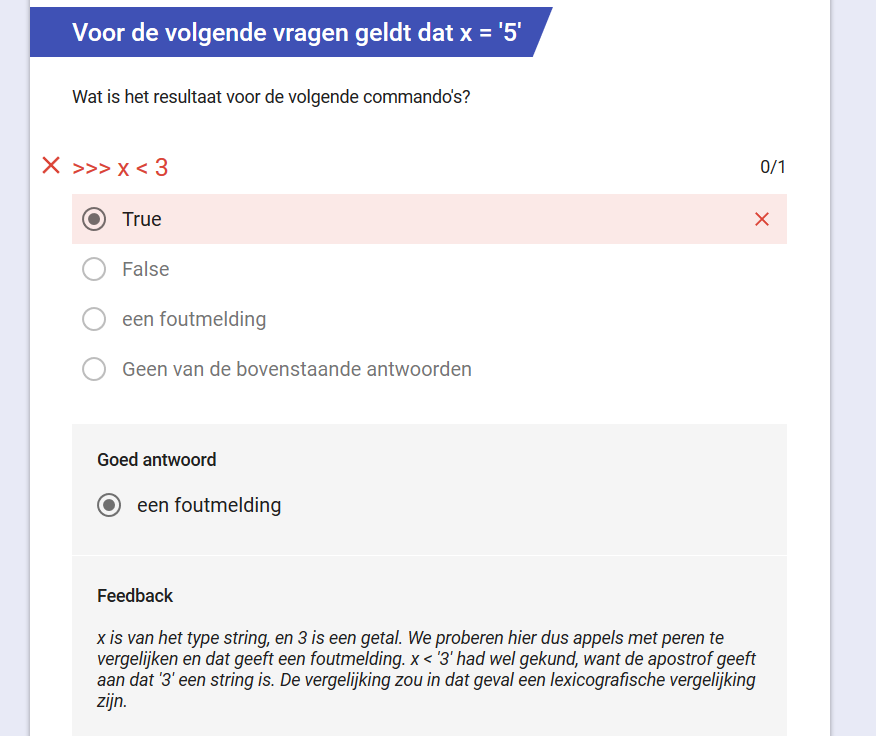 Voor de volgende vragen geldt dat x = '5'
Wat is het resultaat voor de volgende commando's?
>>> x < 3
0/1
True
False
een foutmelding
Geen van de bovenstaande antwoorden
Goed antwoord
een foutmelding
Feedback
x is van het type string, en 3 is een getal. We proberen hier dus appels met peren te
vergelijken en dat geeft een foutmelding. x < '3' had wel gekund, want de apostrof geeft
aan dat '3' een string is. De vergelijking zou in dat geval een lexicografische vergelijking
zijn.